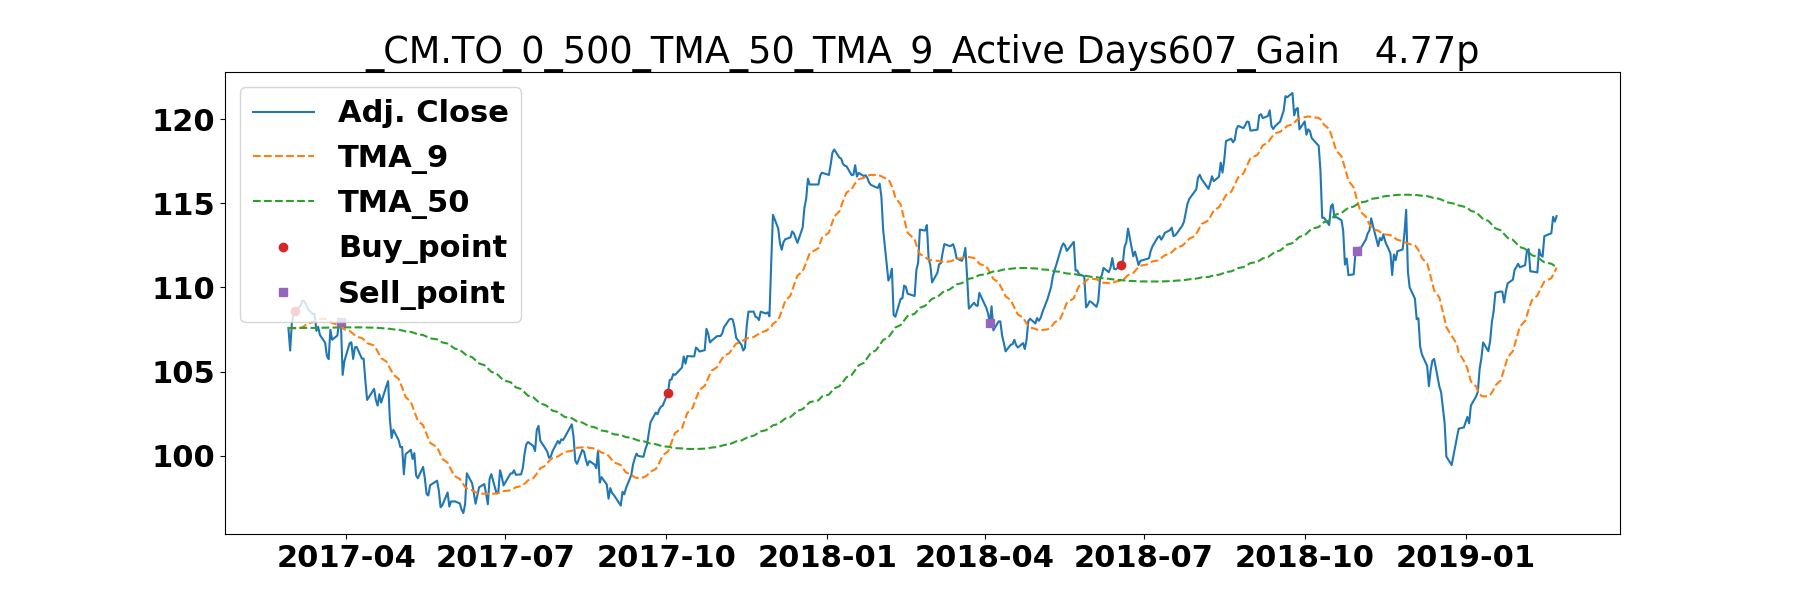 _CM.TO_0_500_TMA_50_TMA_9_Active Days607_Gain   4.77p
Adj. Close
TMA_9
TMA_50
Buy_point
Sell_point
120
115
110
105
100
2017-04 2017-07 2017-10 2018-01 2018-04 2018-07 2018-10 2019-01